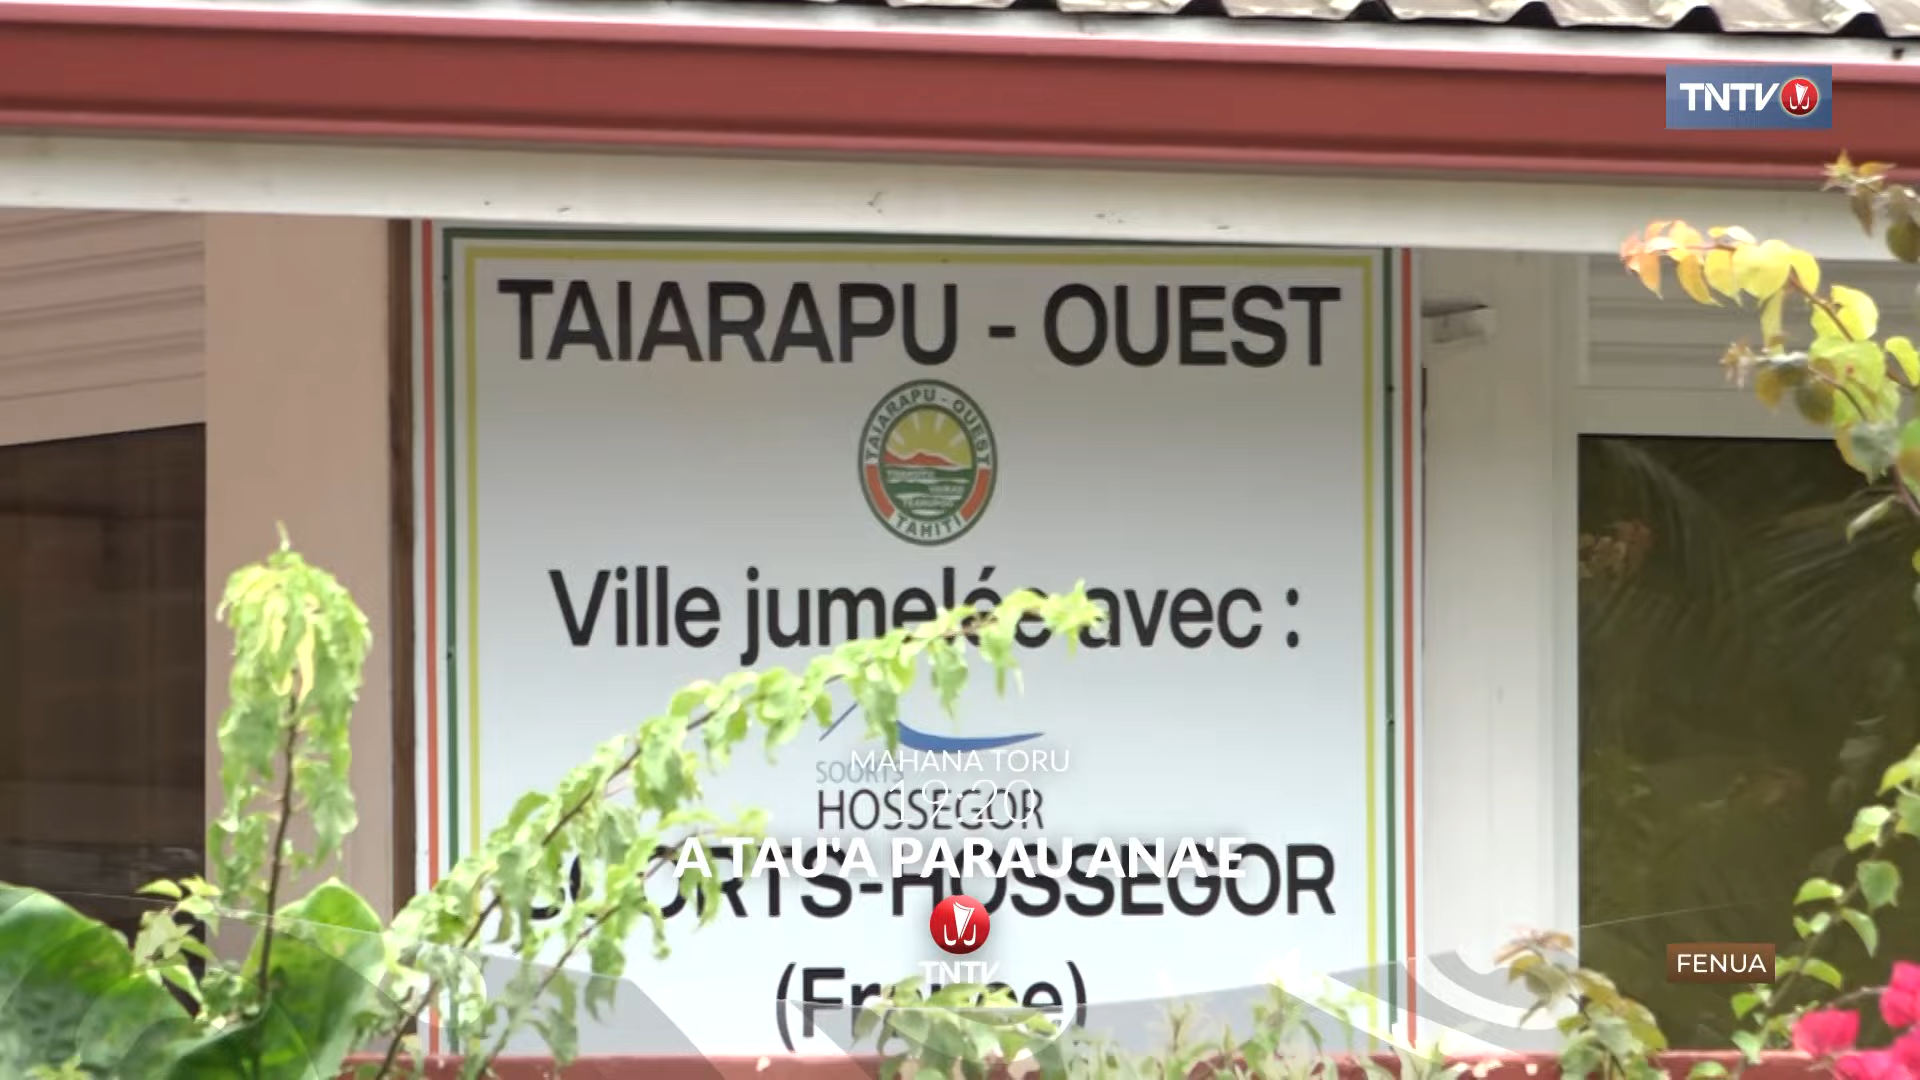 TNTV
TAIARAPU - OUEST
TAIARAPU - OUEST
TAHITI
Ville jumelée avec :
SOORTS
HOSSEGOR
MAHANA TORU
19:20
A TAU'A PARAU ANA'E
SOORTS-HOSSEGOR
TNTV
(France)
FENUA